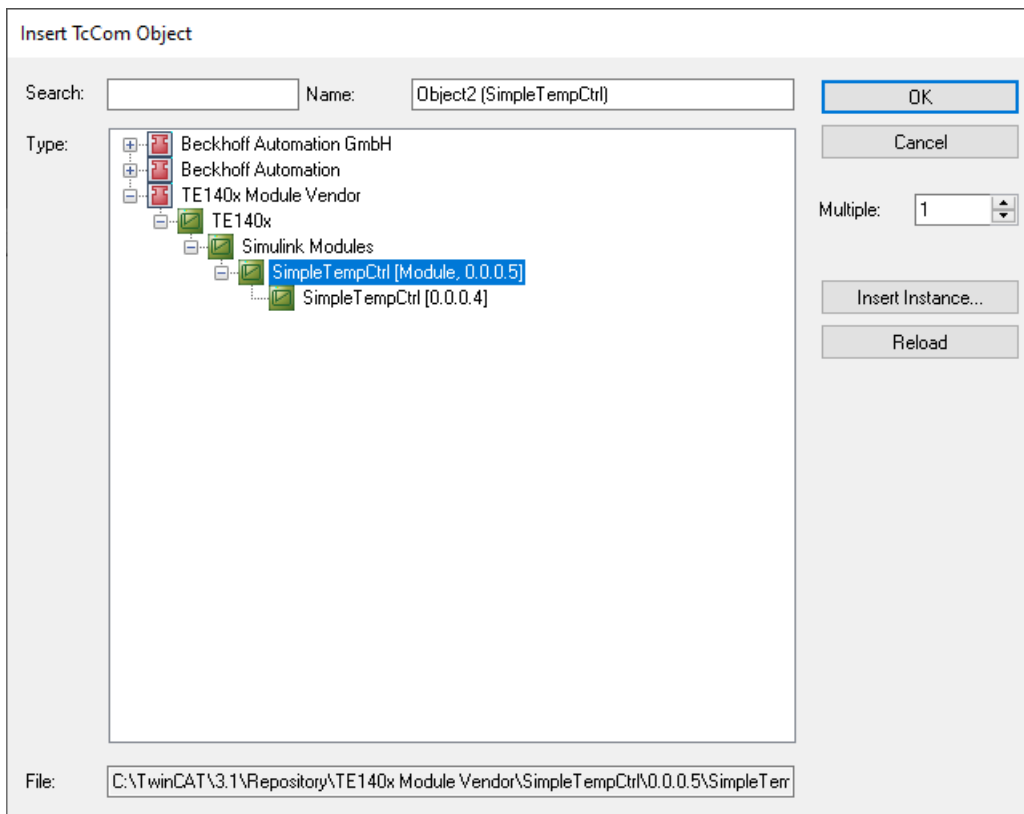 Insert TcCom Object
Search: Name: Object2 (SimpleTempCtrl) OK
Type: Beckhoff Automation GmbH Cancel
Beckhoff Automation
TE140x Module Vendor
Multiple: 1
TE140x
Simulink Modules
SimpleTempCtrl [Module, 0.0.0.5]
SimpleTempCtrl [0.0.0.4]
Insert Instance...
Reload
File: C:\TwinCAT\3.1\Repository\TE140x Module Vendor\SimpleTempCtrl\0.0.0.5\SimpleTem